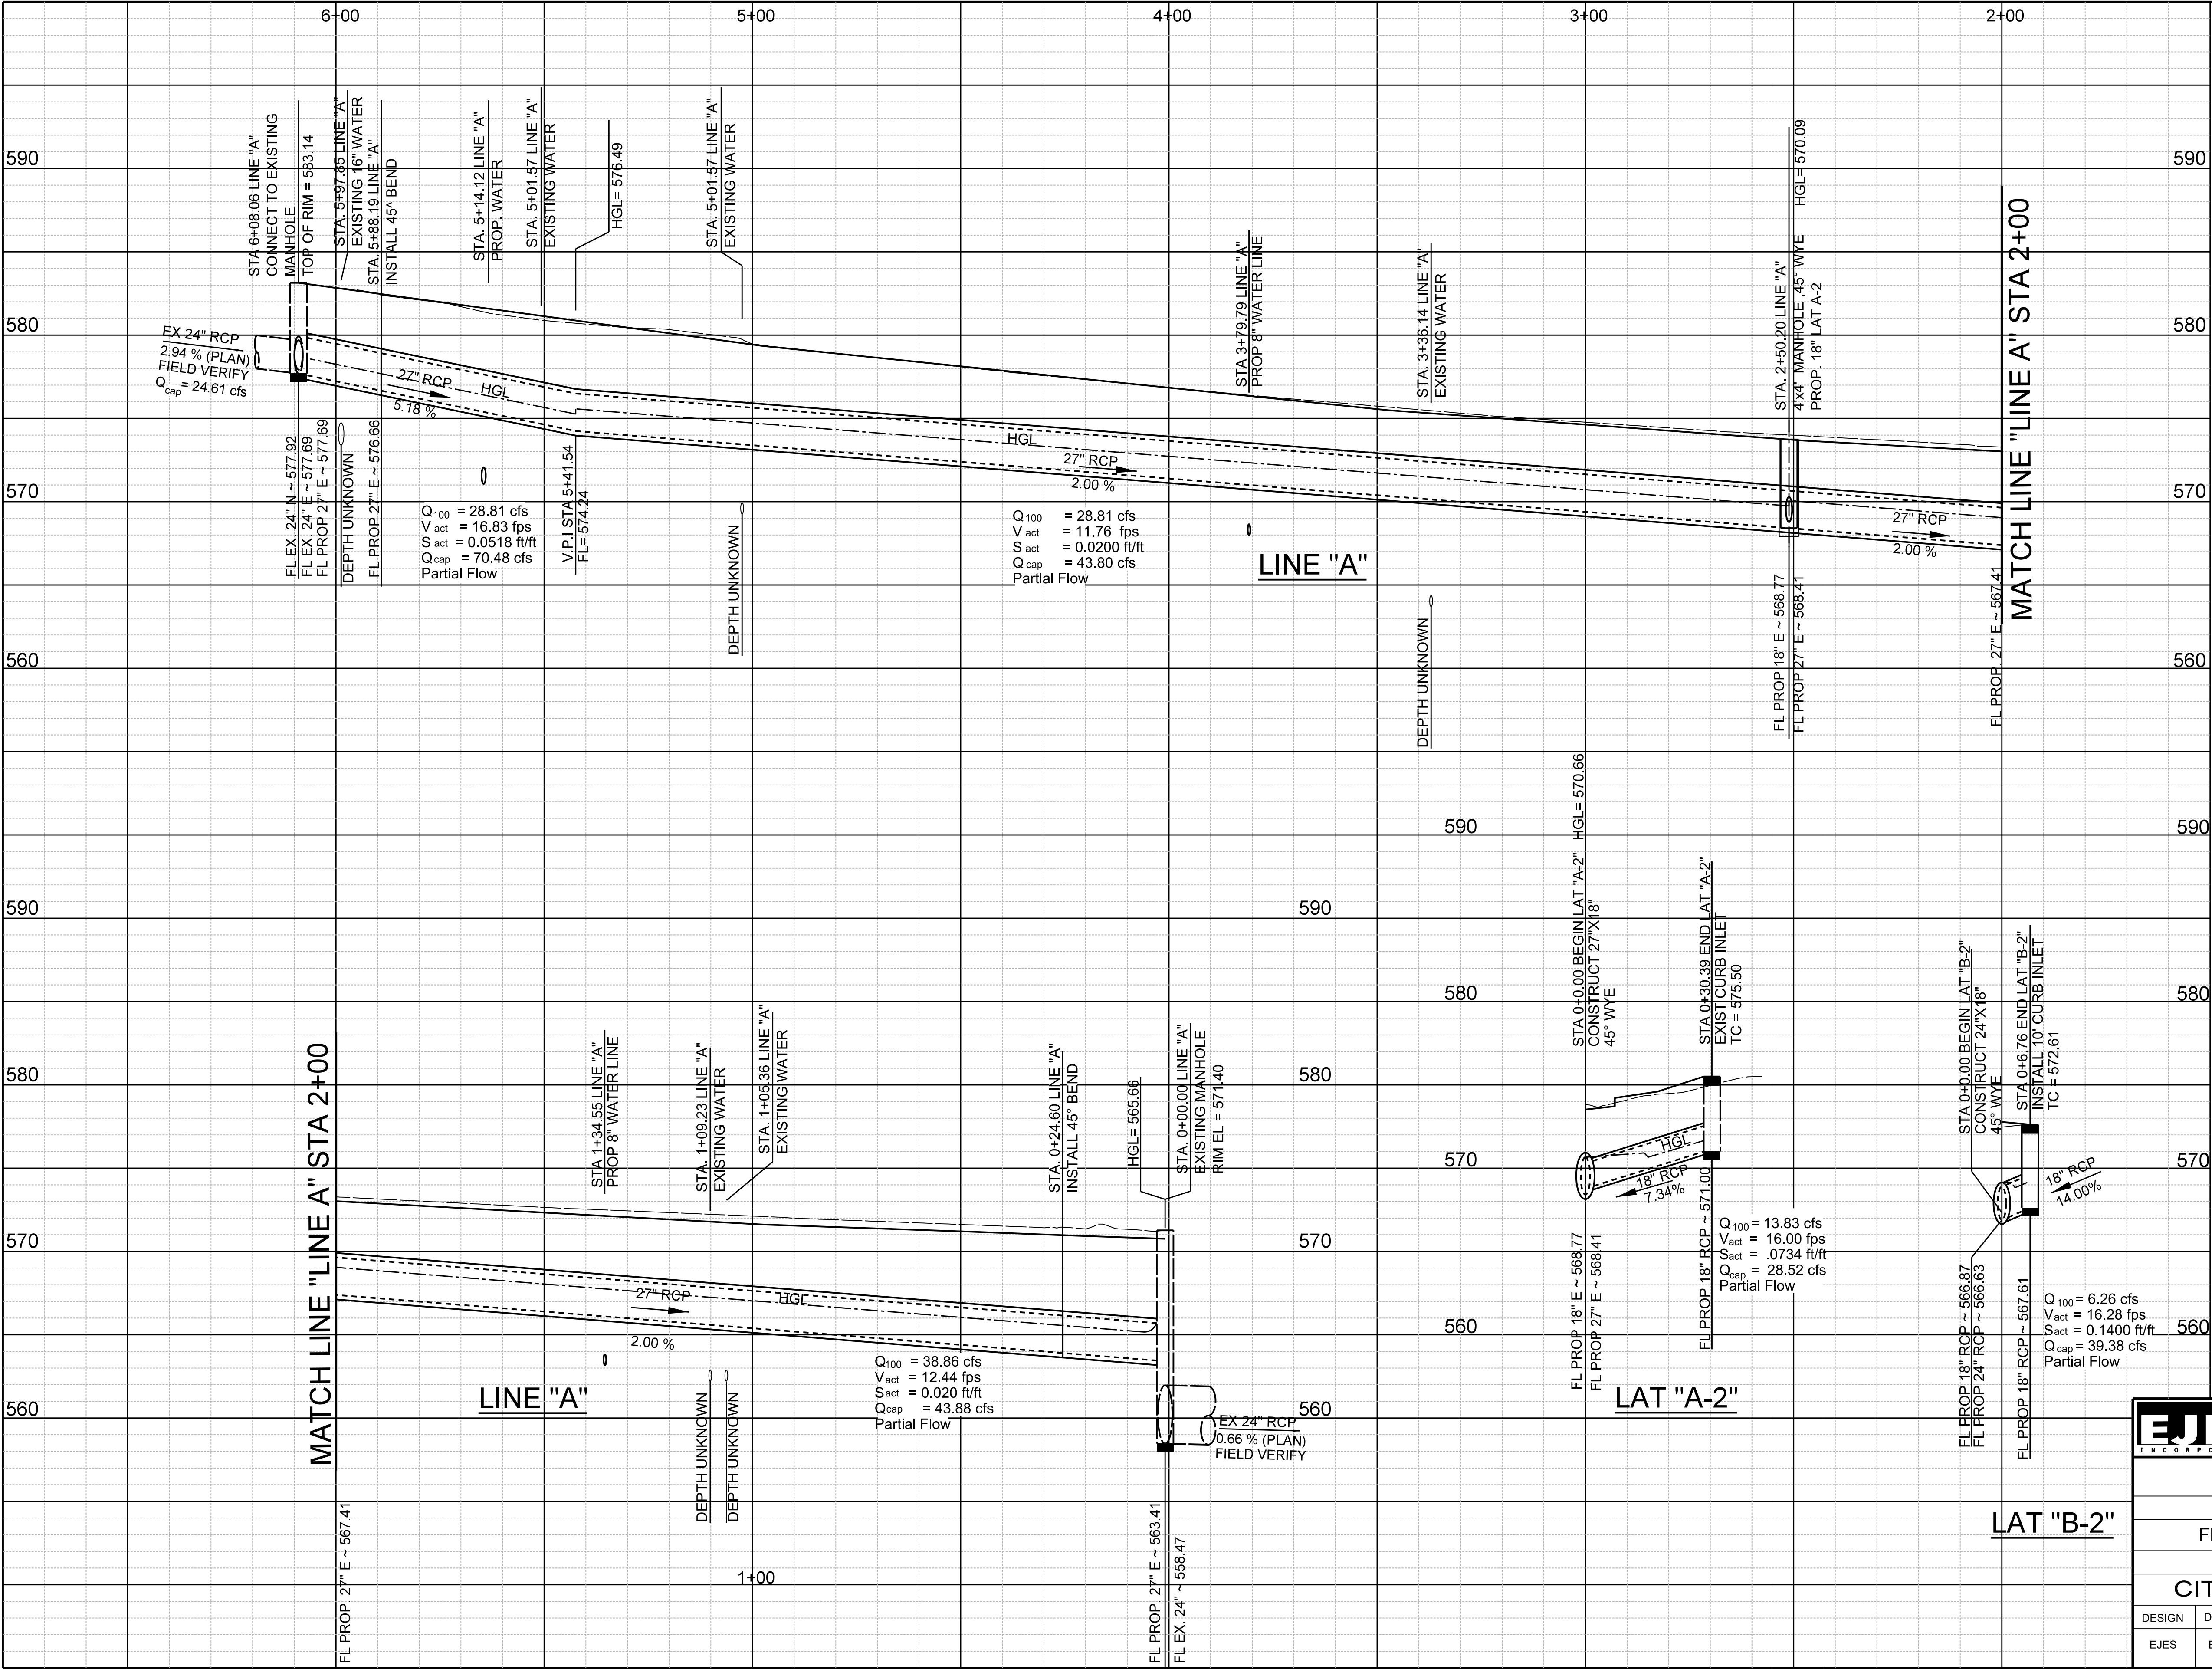 6+00
5+00
4+00
3+00
2+00
590
580
570
560
590
580
570
560
STA 6+08.06 LINE "A"
CONNECT TO EXISTING
MANHOLE
TOP OF RIM = 583.14
STA. 5+97.85 LINE "A"
EXISTING 16" WATER
STA. 5+88.19 LINE "A"
INSTALL 45^ BEND
STA. 5+14.12 LINE "A"
PROP. WATER
STA. 5+01.57 LINE "A"
EXISTING WATER
HGL= 576.49
STA. 5+01.57 LINE "A"
EXISTING WATER
STA 3+79.79 LINE "A"
PROP 8" WATER LINE
STA. 3+36.14 LINE "A"
EXISTING WATER
STA. 2+50.20 LINE "A"
4'x4' MANHOLE ,45° WYE
HGL= 570.09
PROP. 18" LAT A-2
MATCH LINE "LINE A" STA 2+00
EX 24" RCP
2.94 % (PLAN)
FIELD VERIFY
Qcap = 24.61 cfs
27" RCP
HGL
5.18 %
HGL
27" RCP
2.00 %
27" RCP
2.00 %
FL EX. 24" N ~ 577.92
FL EX. 24" E ~ 577.69
FL PROP 27" E ~ 577.69
DEPTH UNKNOWN
FL PROP 27" E ~ 576.66
Q100 = 28.81 cfs
V act = 16.83 fps
S act = 0.0518 ft/ft
Qcap = 70.48 cfs
Partial Flow
V.P.I STA 5+41.54
FL= 574.24
DEPTH UNKNOWN
Q100 = 28.81 cfs
V act = 11.76 fps
S act = 0.0200 ft/ft
Q cap = 43.80 cfs
Partial Flow
LINE "A"
DEPTH UNKNOWN
FL PROP 18" E ~ 568.77
FL PROP 27" E ~ 568.41
FL PROP. 27" E ~ 567.41
590
580
570
560
590
580
570
560
MATCH LINE "LINE A" STA 2+00
STA 1+34.55 LINE "A"
PROP 8" WATER LINE
STA. 1+09.23 LINE "A"
EXISTING WATER
STA. 1+05.36 LINE "A"
EXISTING WATER
STA. 0+24.60 LINE "A"
INSTALL 45° BEND
HGL= 565.66
STA. 0+00.00 LINE "A"
EXISTING MANHOLE
RIM EL = 571.40
27" RCP
HGL
2.00 %
LINE "A"
Q100 = 38.86 cfs
Vact = 12.44 fps
Sact = 0.020 ft/ft
Qcap = 43.88 cfs
Partial Flow
DEPTH UNKNOWN
DEPTH UNKNOWN
EX 24" RCP
0.66 % (PLAN)
FIELD VERIFY
FL PROP. 27" E ~ 567.41
1+00
FL PROP. 27" E ~ 563.41
FL EX. 24" ~ 558.47
590
580
570
560
590
580
570
560
STA 0+0.00 BEGIN LAT "A-2" HGL= 570.66
CONSTRUCT 27"X18"
45° WYE
STA 0+30.39 END LAT "A-2"
EXIST CURB INLET
TC = 575.50
HGL
18" RCP
7.34%
FL PROP 18" E ~ 568.77
FL PROP 27" E ~ 568.41
FL PROP 18" RCP ~ 571.00
Q100 = 13.83 cfs
Vact = 16.00 fps
Sact = .0734 ft/ft
Qcap = 28.52 cfs
Partial Flow
LAT "A-2"
STA 0+0.00 BEGIN LAT "B-2"
CONSTRUCT 24"X18"
45° WYE
STA 0+6.76 END LAT "B-2"
INSTALL 10' CURB INLET
TC = 572.61
18" RCP
14.00%
FL PROP 18" RCP ~ 566.87
FL PROP 24" RCP ~ 566.63
FL PROP 18" RCP ~ 567.61
Q100 = 6.26 cfs
Vact = 16.28 fps
Sact = 0.1400 ft/ft
Qcap = 39.38 cfs
Partial Flow
LAT "B-2"
EJ
INCORPO
F
CIT
DESIGN
D
EJES
E